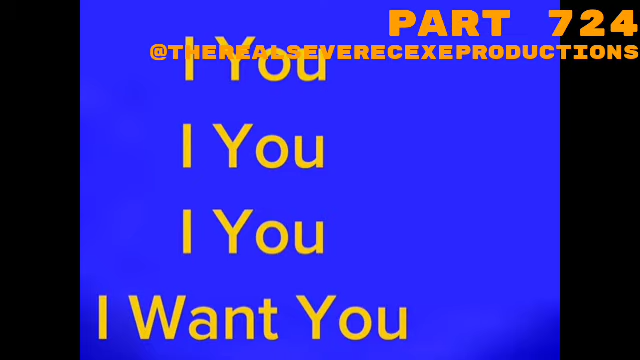 PART 724
@THEREALSEVERECEXEPRODUCTIONS
I You
I You
I You
I Want You